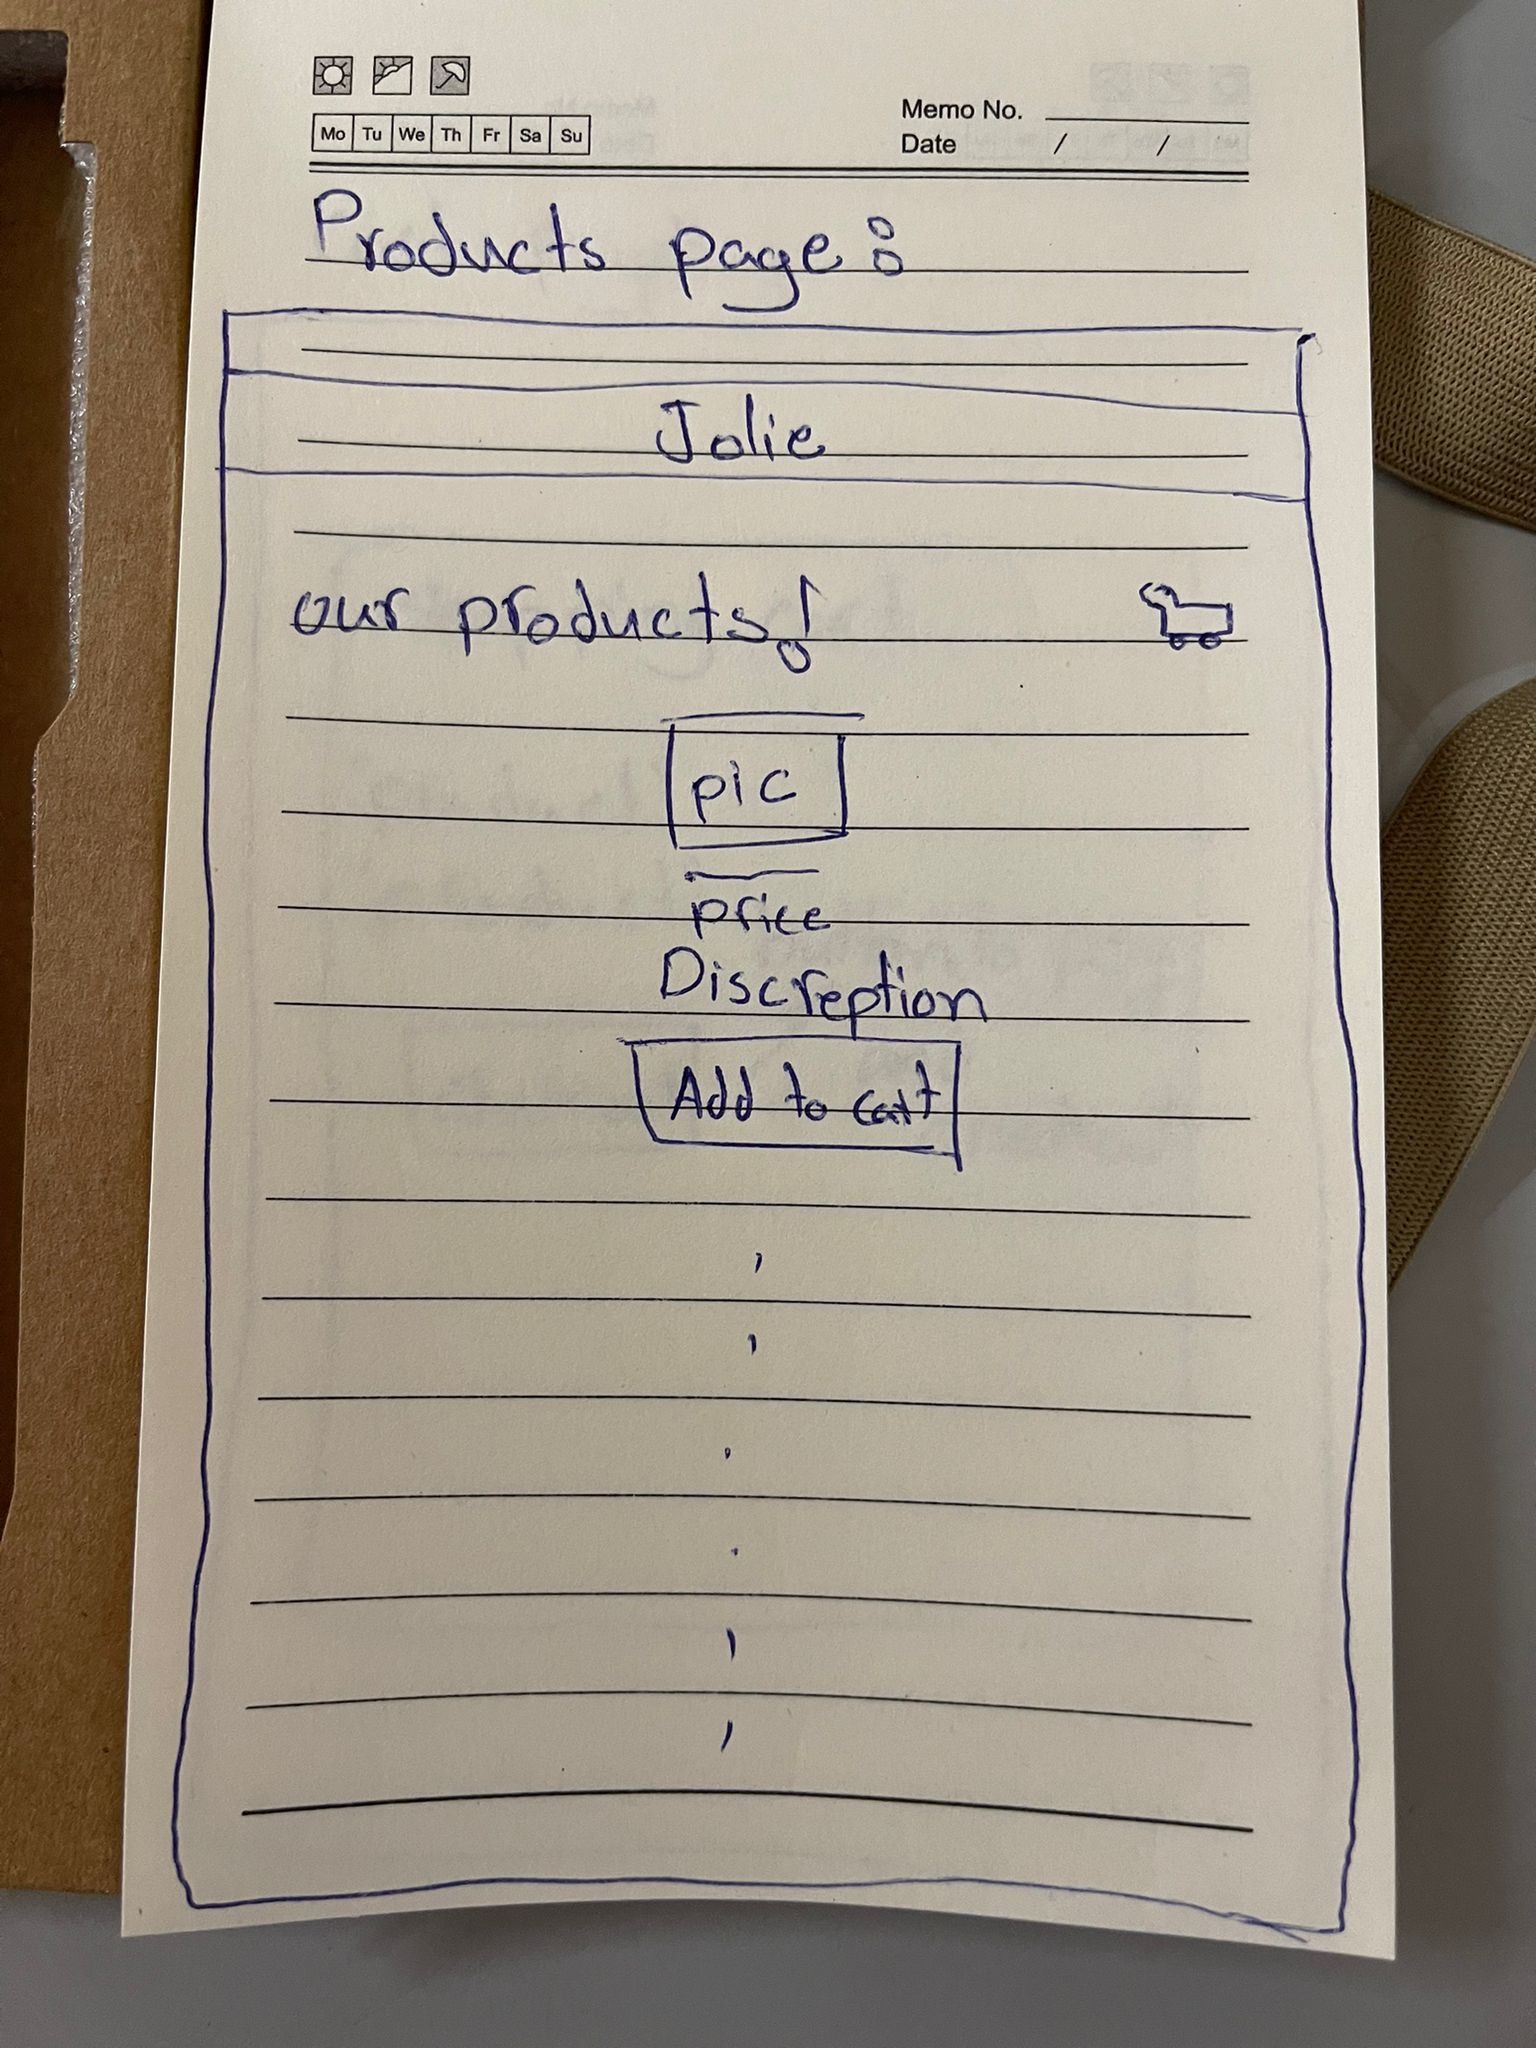 Mo Tu We Th Fr Sa Su
Memo No.
Date / /
Products page:
Jolie
our products!
pic
price
Discreption
Add to cart